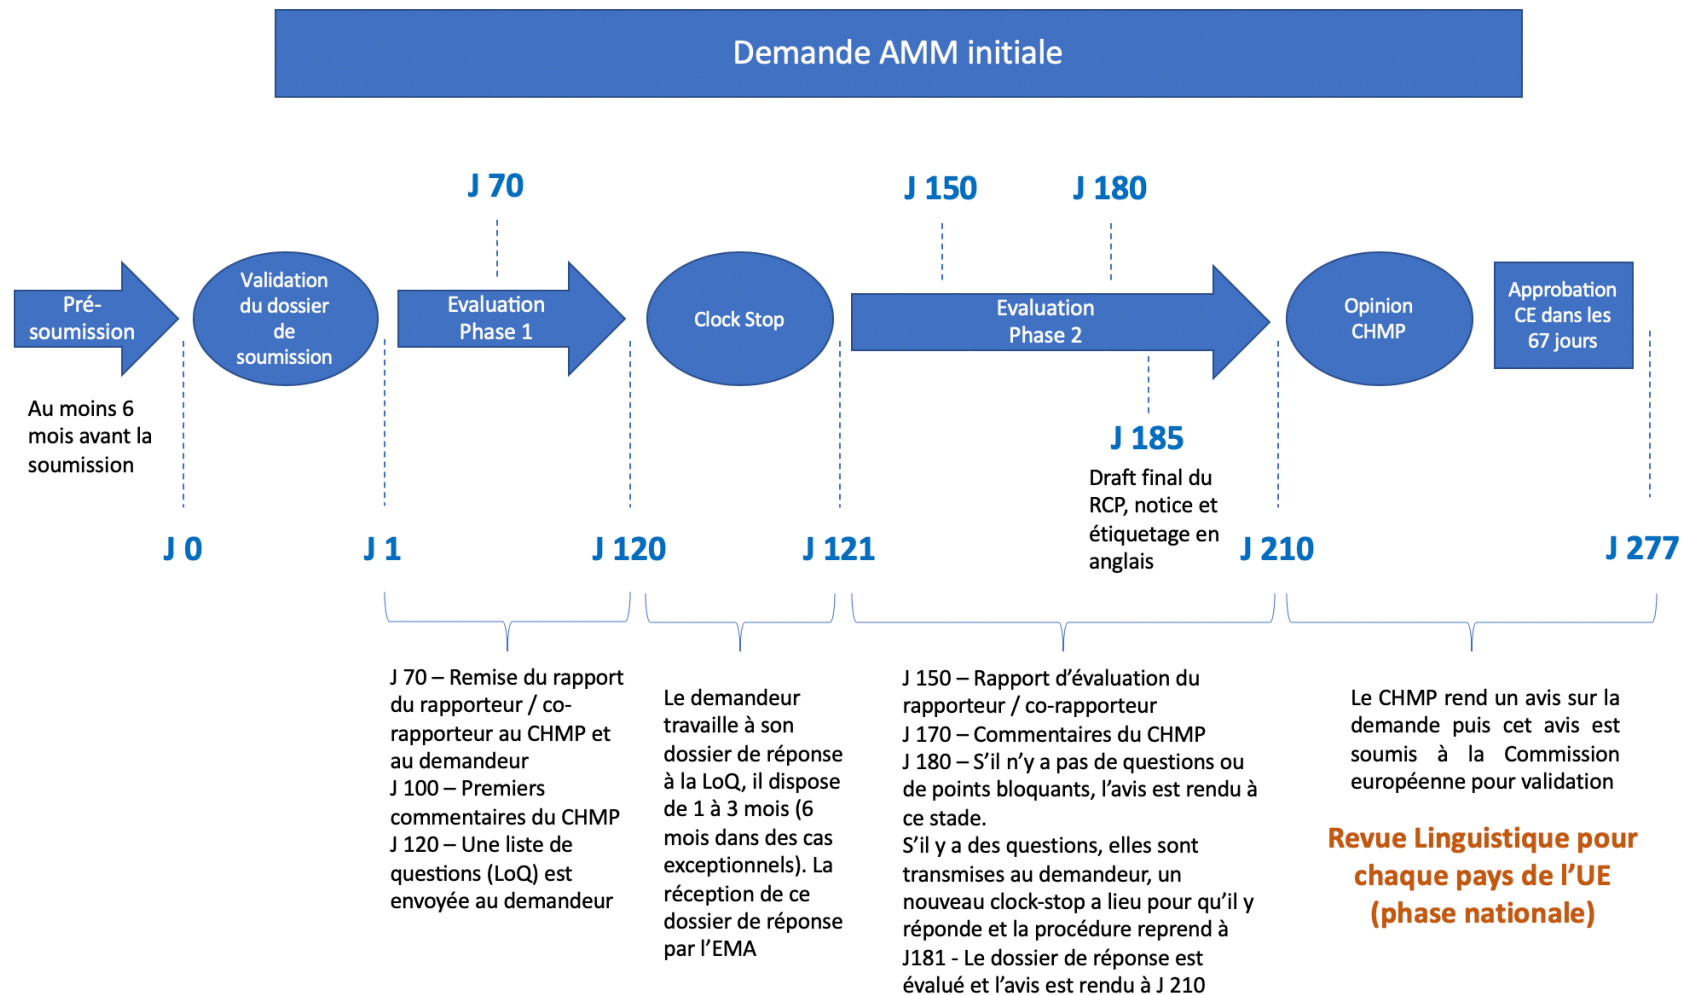 Demande AMM initiale
J 70
J 150
J 180
Pré-
soumission
Validation
du dossier
de
soumission
Evaluation
Phase 1
Clock Stop
Evaluation
Phase 2
Opinion
CHMP
Approbation
CE dans les
67 jours
Au moins 6
mois avant la
soumission
J 185
Draft final du
RCP, notice et
étiquetage en
anglais
J 0
J 1
J 120
J 121
J 210
J 277
J 70 – Remise du rapport
du rapporteur / co-
rapporteur au CHMP et
au demandeur
J 100 – Premiers
commentaires du CHMP
J 120 – Une liste de
questions (LoQ) est
envoyée au demandeur
Le demandeur
travaille à son
dossier de réponse
à la LoQ, il dispose
de 1 à 3 mois (6
mois dans des cas
exceptionnels). La
réception de ce
dossier de réponse
par l’EMA
J 150 – Rapport d’évaluation du
rapporteur / co-rapporteur
J 170 – Commentaires du CHMP
J 180 – S’il n’y a pas de questions ou
de points bloquants, l’avis est rendu à
ce stade.
S’il y a des questions, elles sont
transmises au demandeur, un
nouveau clock-stop a lieu pour qu’il y
réponde et la procédure reprend à
J181 - Le dossier de réponse est
évalué et l’avis est rendu à J 210
Le CHMP rend un avis sur la
demande puis cet avis est
soumis à la Commission
européenne pour validation
Revue Linguistique pour
chaque pays de l’UE
(phase nationale)